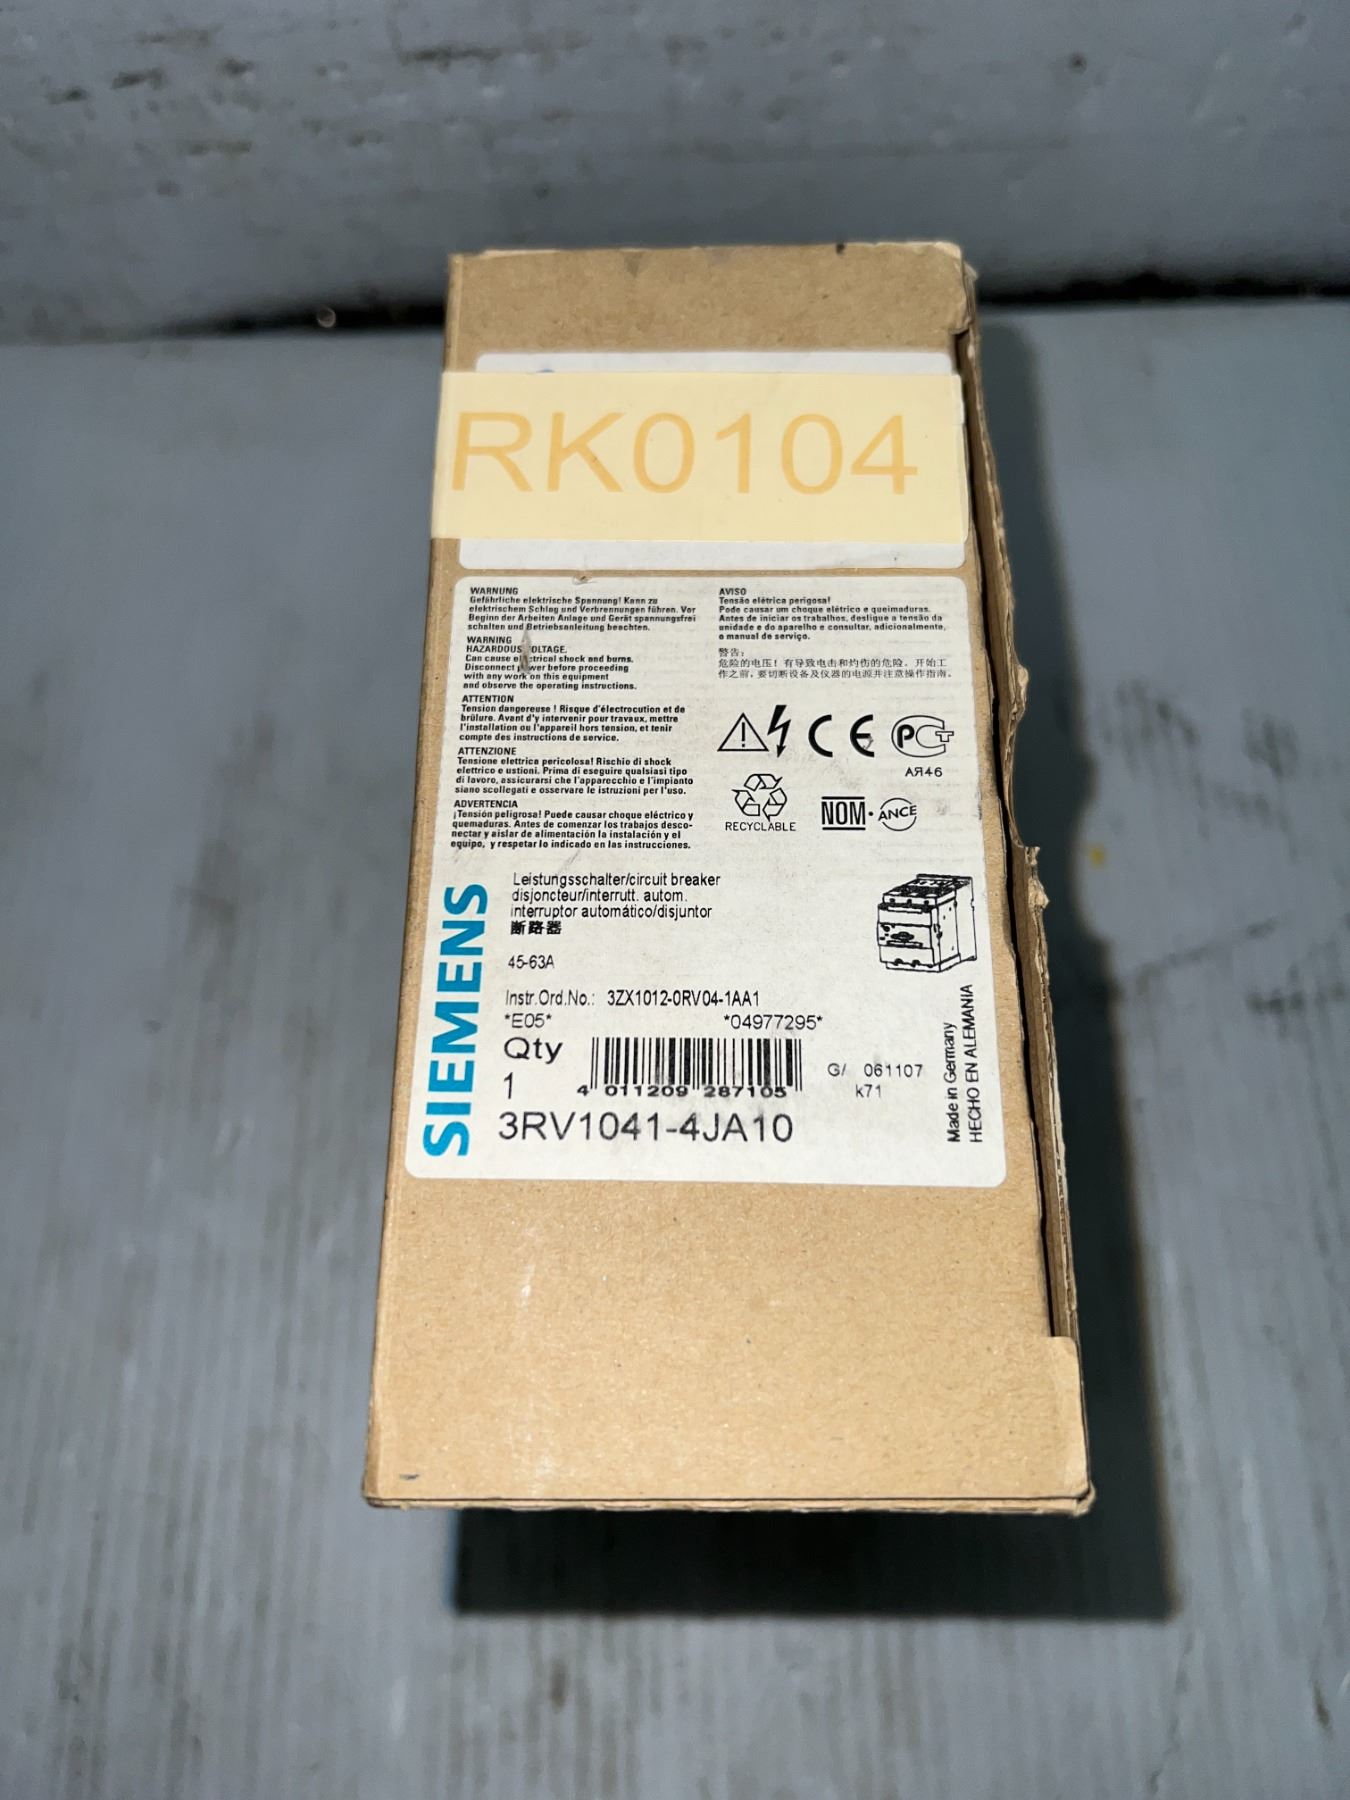 RK0104
WARNUNG
Gefährliche elektrische Spannung! Kann zu
elektrischem Schlag und Verbrennungen führen. Vor
Beginn der Arbeiten Anlage und Gerät spannungsfrei
schalten und Betriebsanleitung beachten.
WARNING
HAZARDOUS VOLTAGE.
Can cause electrical shock and burns.
Disconnect power before proceeding
with any work on this equipment
and observe the operating instructions.
ATTENTION
Tension dangereuse ! Risque d'électrocution et de
brûlure. Avant d'y intervenir pour travaux, mettre
l'installation ou l'appareil hors tension, et tenir
compte des instructions de service.
ATTENZIONE
Tensione elettrica pericolosa! Rischio di shock
elettrico e ustioni. Prima di eseguire qualsiasi tipo
di lavoro, assicurarsi che l'apparecchio e l'impianto
siano scollegati e osservare le istruzioni per l'uso.
ADVERTENCIA
¡Tensión peligrosa! Puede causar choque eléctrico y
quemaduras. Antes de comenzar los trabajos desco-
nectar y aislar de alimentación la instalación y el
equipo, y respetar lo indicado en las instrucciones.
AVISO
Tensão elétrica perigosa!
Pode causar um choque elétrico e queimaduras.
Antes de iniciar os trabalhos, desligue a tensão da
unidade e do aparelho e consultar, adicionalmente,
o manual de serviço.
警告:
危险的电压! 有导致电击和灼伤的危险。开始工
作之前,要切断设备及仪器的电源并注意操作指南。
CE
РСТ
АЯ46
RECYCLABLE
NOM·ANCE
SIEMENS
Leistungsschalter/circuit breaker
disjoncteur/interrutt. autom.
interruptor automático/disjuntor
断路器
45-63A
Instr.Ord.No.: 3ZX1012-0RV04-1AA1
*E05* *04977295*
Qty
1
4 011209 287105
G/ 061107
k71
3RV1041-4JA10
Made in Germany
HECHO EN ALEMANIA